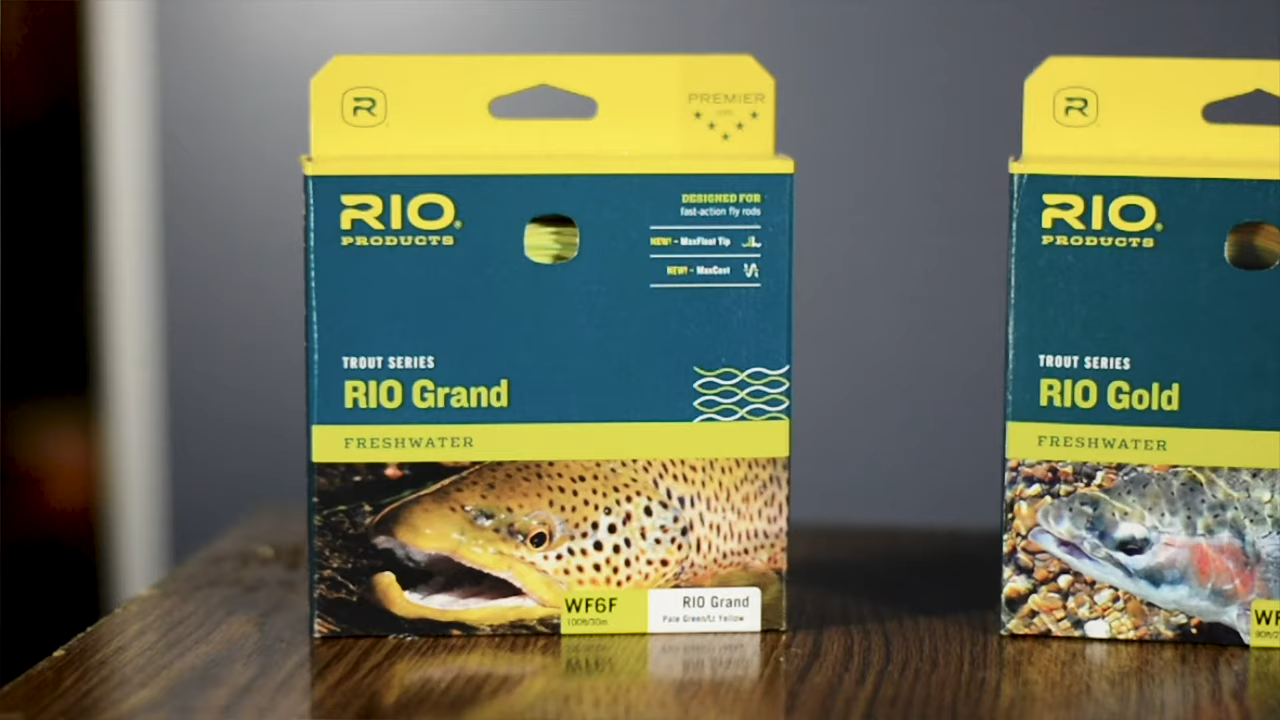 R
PREMIER
RIO®
PRODUCTS
DESIGNED FOR
fast-action fly rods
NEW! - MaxFloat Tip
NEW! - MaxCast
TROUT SERIES
RIO Grand
FRESHWATER
WF6F
100ft/30m
RIO Grand
Pale Green/Lt Yellow
R
RIO®
PRODUCTS
TROUT SERIES
RIO Gold
FRESHWATER
WF